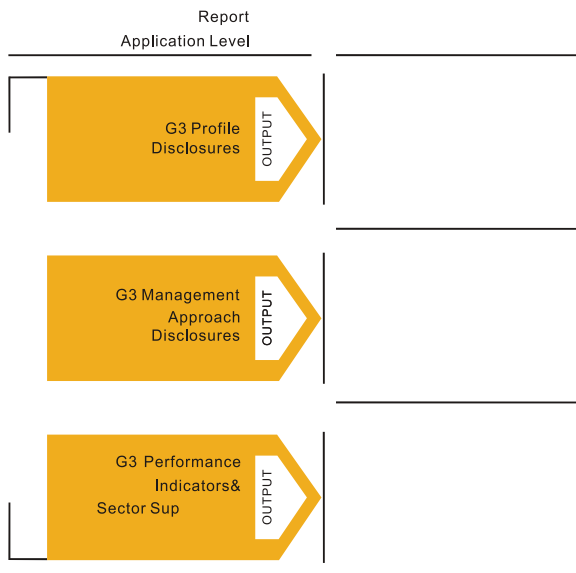 Report
Application Level
G3 Profile
Disclosures
OUTPUT
G3 Management
Approach
Disclosures
OUTPUT
G3 Performance
Indicators&
Sector Sup
OUTPUT